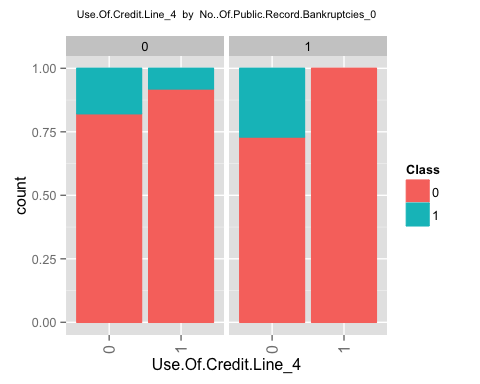 Use.Of.Credit.Line_4 by No..Of.Public.Record.Bankruptcies_0
0 1
1.00
0.75
0.50
0.25
0.00
count
0 1 0 1
Use.Of.Credit.Line_4
Class
0
1